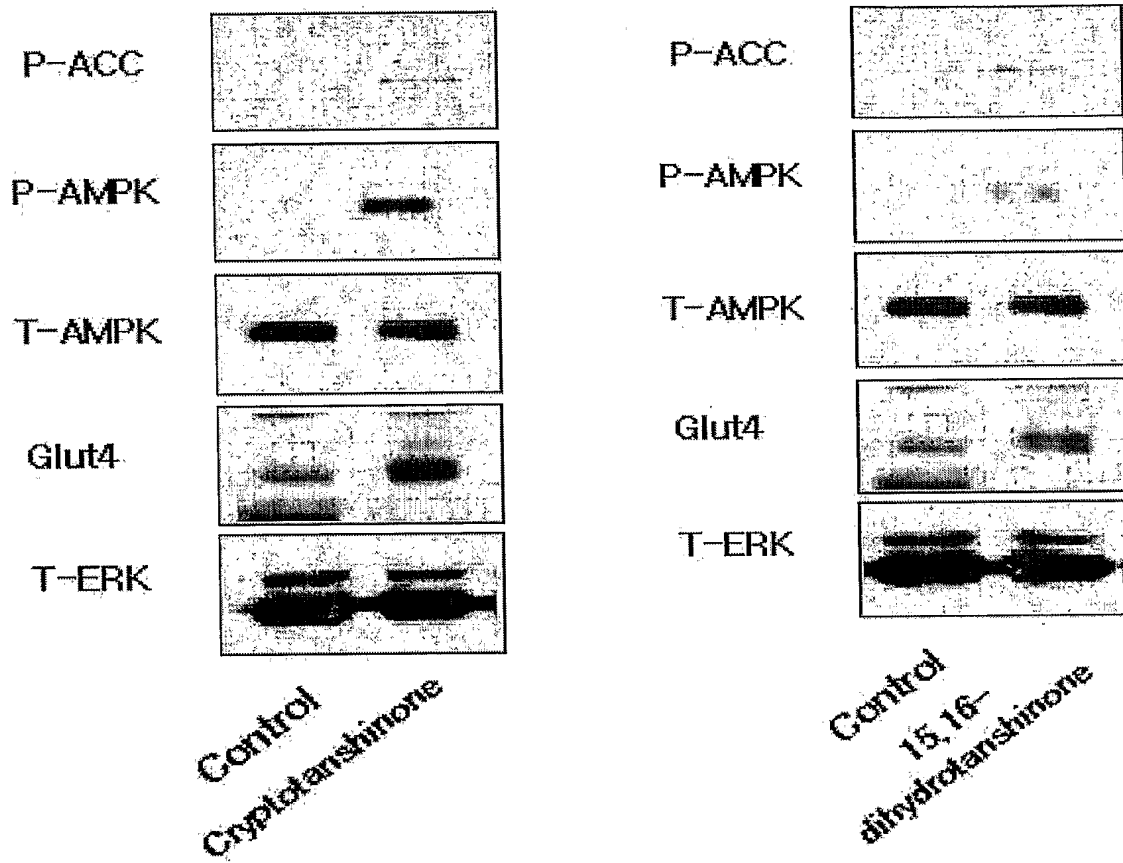 P-ACC
P-AMPK
T-AMPK
Glut4
T-ERK
Control
Cryptotanshinone
P-ACC
P-AMPK
T-AMPK
Glut4
T-ERK
Control
15,16-
dihydrotanshinone